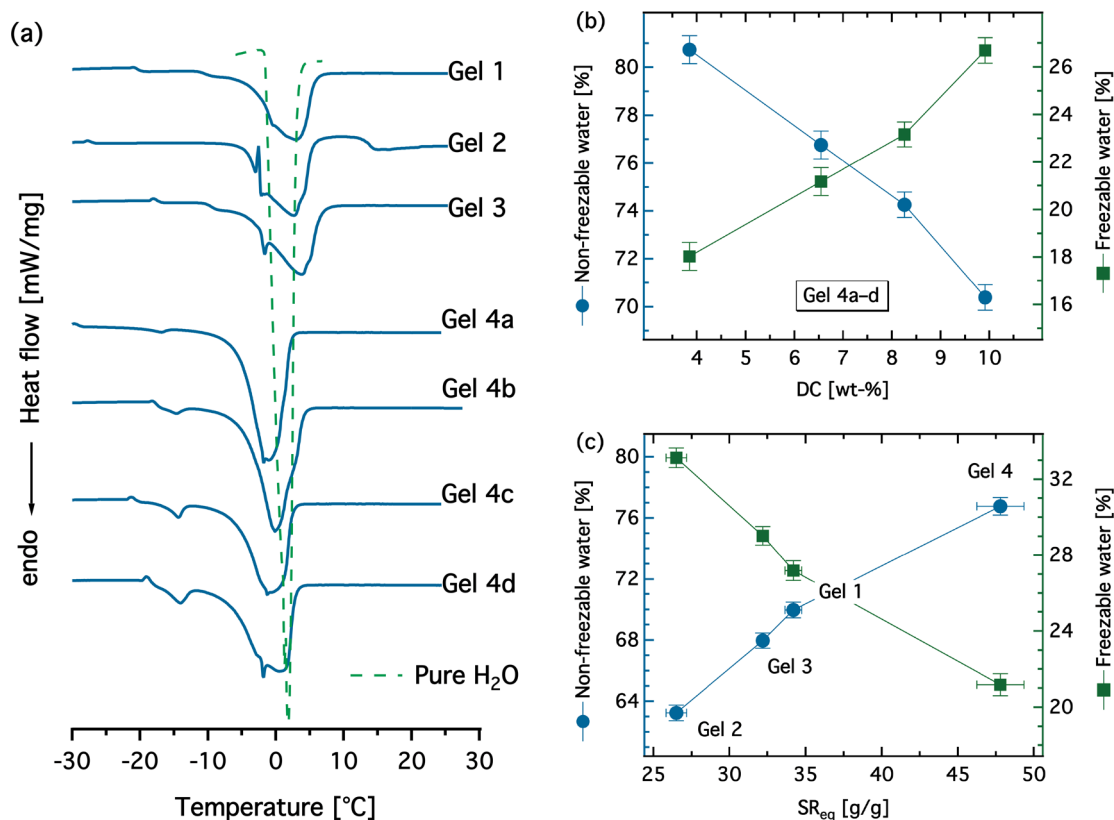 (a)
Gel 1
Gel 2
Gel 3
Gel 4a
Gel 4b
Gel 4c
Gel 4d
Pure H₂O
endo
Heat flow [mW/mg]
-30 -20 -10 0 10 20 30
Temperature [°C]
(b)
Non-freezable water [%]
80
78
76
74
72
70
Gel 4a–d
26
24
22
20
18
16
Freezable water [%]
4 5 6 7 8 9 10
DC [wt-%]
(c)
Non-freezable water [%]
80
76
72
68
64
Gel 4
Gel 1
Gel 3
Gel 2
32
28
24
20
Freezable water [%]
25 30 35 40 45 50
SReq [g/g]